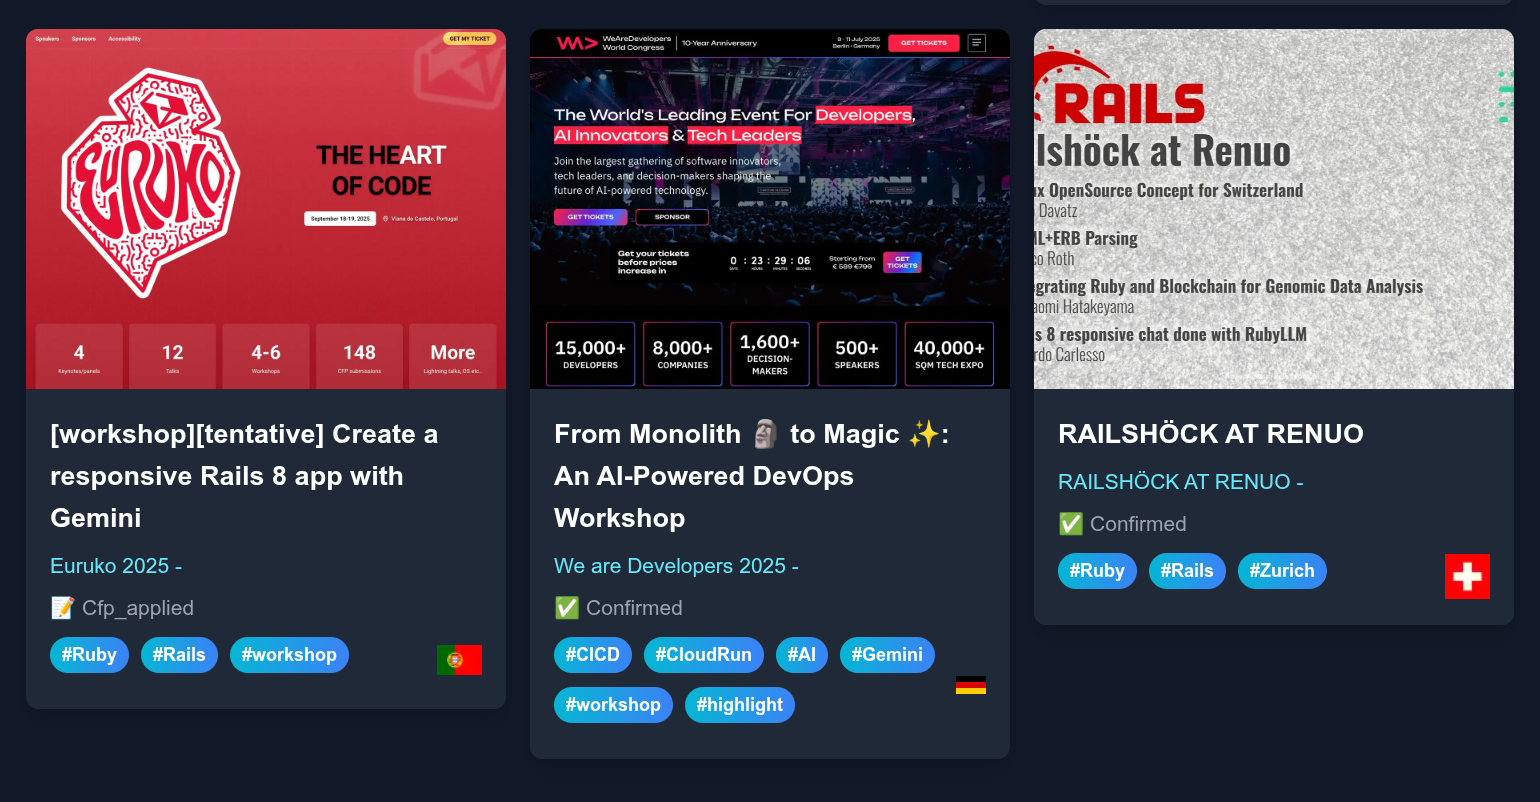 Speakers Sponsors Accessibility GET MY TICKET
EURUKO
THE HEART
OF CODE
September 18-19, 2025 Viana do Castelo, Portugal
4 12 4-6 148 More
Keynotes/panels Talks Workshops CFP submissions Lightning talks, OS etc..
[workshop][tentative] Create a
responsive Rails 8 app with
Gemini
Euruko 2025 -
📝 Cfp_applied
#Ruby #Rails #workshop
WeAreDevelopers
World Congress
10-Year Anniversary
9 - 11 July 2025
Berlin · Germany
GET TICKETS
The World's Leading Event For Developers,
AI Innovators & Tech Leaders
Join the largest gathering of software innovators,
tech leaders, and decision-makers shaping the
future of AI-powered technology.
GET TICKETS SPONSOR
Get your tickets
before prices
increase in
0 : 23 : 29 : 06
DAYS HOURS MINUTES SECONDS
Starting from
€ 589 €799
GET
TICKETS
15,000+
DEVELOPERS
8,000+
COMPANIES
1,600+
DECISION-
MAKERS
500+
SPEAKERS
40,000+
SQM TECH EXPO
From Monolith 🗿 to Magic ✨:
An AI-Powered DevOps
Workshop
We are Developers 2025 -
✅ Confirmed
#CICD #CloudRun #AI #Gemini
#workshop #highlight
RAILS
lshöck at Renuo
ux OpenSource Concept for Switzerland
Davatz
ML+ERB Parsing
co Roth
egrating Ruby and Blockchain for Genomic Data Analysis
aomi Hatakeyama
s 8 responsive chat done with RubyLLM
rdo Carlesso
RAILSHÖCK AT RENUO
RAILSHÖCK AT RENUO -
✅ Confirmed
#Ruby #Rails #Zurich